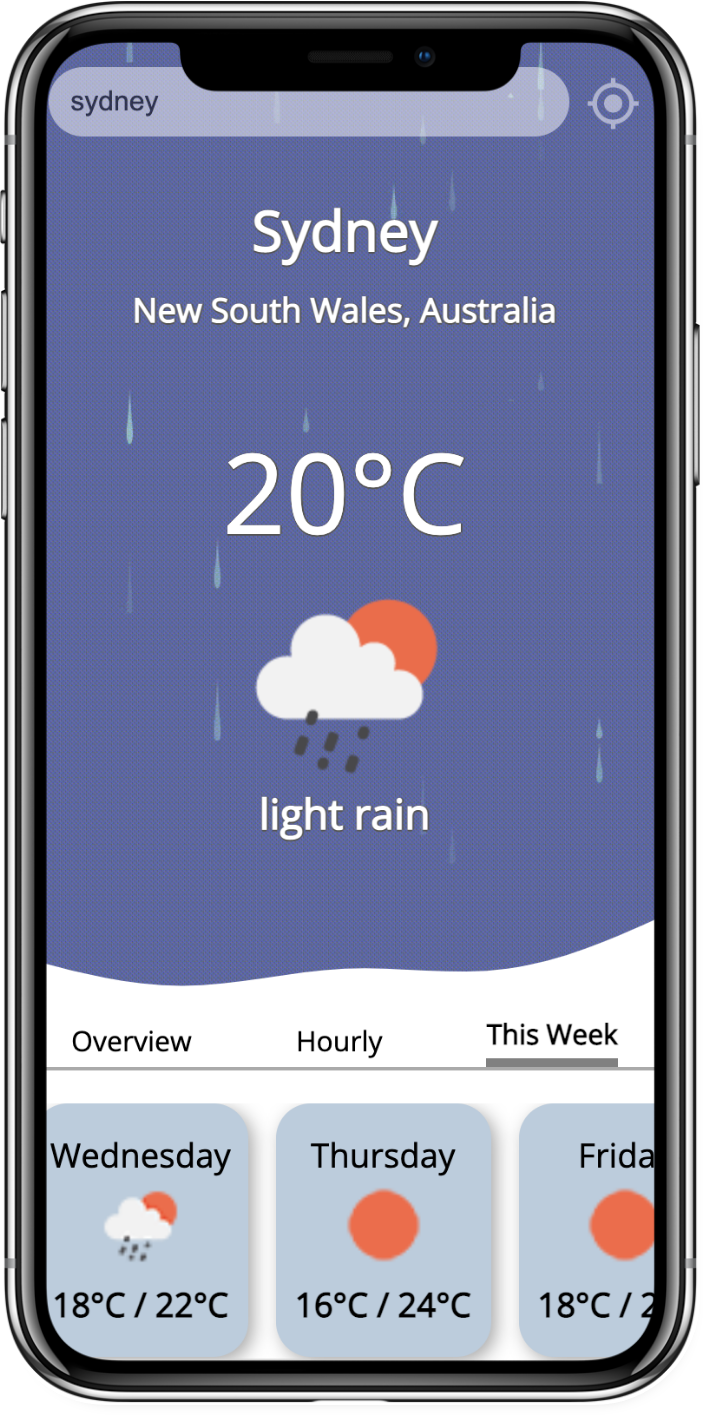 sydney
Sydney
New South Wales, Australia
20°C
light rain
Overview Hourly This Week
Wednesday Thursday Frida
18°C / 22°C 16°C / 24°C 18°C / 2